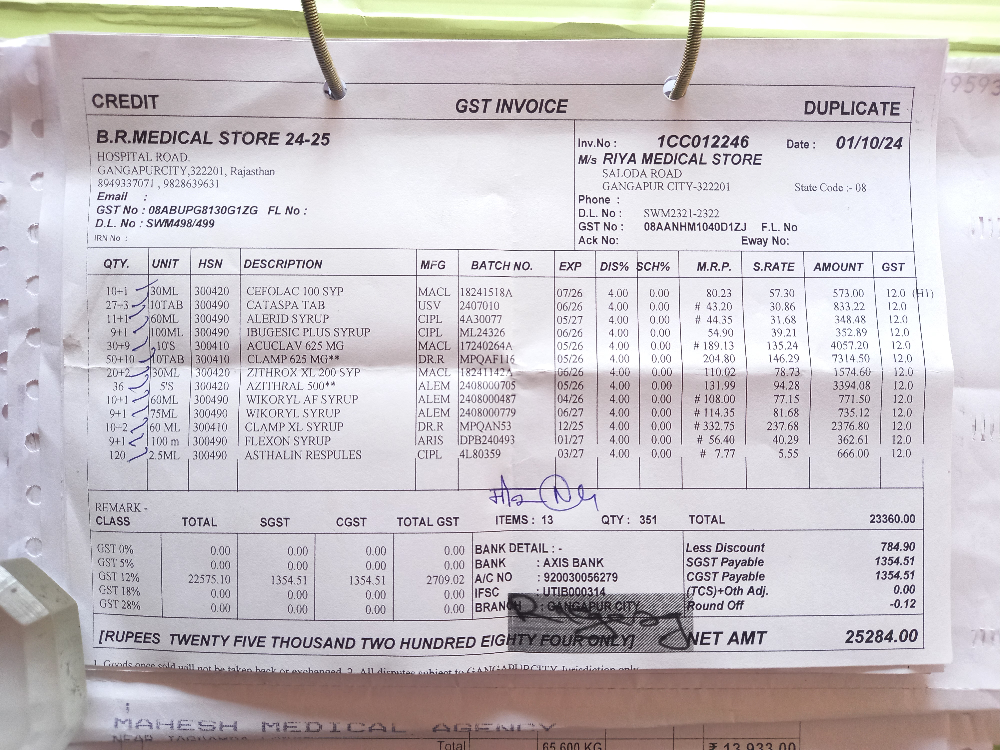 9593
CREDIT GST INVOICE DUPLICATE
B.R.MEDICAL STORE 24-25
HOSPITAL ROAD.
GANGAPURCITY,322201, Rajasthan
8949337071 , 9828639631
Email :
GST No : 08ABUPG8130G1ZG FL No :
D.L. No : SWM498/499
IRN No :
Inv.No : 1CC012246 Date : 01/10/24
M/s RIYA MEDICAL STORE
SALODA ROAD
GANGAPUR CITY-322201 State Code :- 08
Phone :
D.L. No : SWM2321-2322
GST No : 08AANHM1040D1ZJ F.L. No
Ack No: Eway No:
QTY. UNIT HSN DESCRIPTION MFG BATCH NO. EXP DIS% SCH% M.R.P. S.RATE AMOUNT GST
10+1 30ML 300420 CEFOLAC 100 SYP MACL 18241518A 07/26 4.00 0.00 80.23 57.30 573.00 12.0 (H1)
27+3 10TAB 300490 CATASPA TAB USV 2407010 06/26 4.00 0.00 # 43.20 30.86 833.22 12.0
11+1 60ML 300490 ALERID SYRUP CIPL 4A30077 05/27 4.00 0.00 # 44.35 31.68 348.48 12.0
9+1 100ML 300490 IBUGESIC PLUS SYRUP CIPL ML24326 06/26 4.00 0.00 54.90 39.21 352.89 12.0
30+9 10'S 300410 ACUCLAV 625 MG MACL 17240264A 05/26 4.00 0.00 # 189.13 135.24 4057.20 12.0
50+10 10TAB 300410 CLAMP 625 MG** DR.R MPQAF116 05/26 4.00 0.00 204.80 146.29 7314.50 12.0
20+2 30ML 300420 ZITHROX XL 200 SYP MACL 18241142A 06/26 4.00 0.00 110.02 78.73 1574.60 12.0
36 5'S 300420 AZITHRAL 500** ALEM 2408000705 05/26 4.00 0.00 131.99 94.28 3394.08 12.0
10+1 60ML 300490 WIKORYL AF SYRUP ALEM 2408000487 04/26 4.00 0.00 # 108.00 77.15 771.50 12.0
9+1 75ML 300490 WIKORYL SYRUP ALEM 2408000779 06/27 4.00 0.00 # 114.35 81.68 735.12 12.0
10+2 60 ML 300410 CLAMP XL SYRUP DR.R MPQAN53 12/25 4.00 0.00 # 332.75 237.68 2376.80 12.0
9+1 100 m 300490 FLEXON SYRUP ARIS DPB240493 01/27 4.00 0.00 # 56.40 40.29 362.61 12.0
120 2.5ML 300490 ASTHALIN RESPULES CIPL 4L80359 03/27 4.00 0.00 # 7.77 5.55 666.00 12.0
REMARK -
CLASS TOTAL SGST CGST TOTAL GST ITEMS : 13 QTY : 351 TOTAL 23360.00
GST 0% 0.00 0.00 0.00 0.00 BANK DETAIL : - Less Discount 784.90
GST 5% 0.00 0.00 0.00 0.00 BANK : AXIS BANK SGST Payable 1354.51
GST 12% 22575.10 1354.51 1354.51 2709.02 A/C NO : 920030056279 CGST Payable 1354.51
GST 18% 0.00 0.00 0.00 0.00 IFSC : UTIB000314 (TCS)+Oth Adj. 0.00
GST 28% 0.00 0.00 0.00 0.00 BRANCH : GANGAPUR CITY Round Off -0.12
[RUPEES TWENTY FIVE THOUSAND TWO HUNDRED EIGHTY FOUR ONLY] NET AMT 25284.00
1. Goods once sold will not be taken back or exchanged. 2. All disputes subject to GANGAPURCITY Jurisdiction only.
MAHESH MEDICAL AGENCY
Total 65.600 KG ₹ 13,933.00